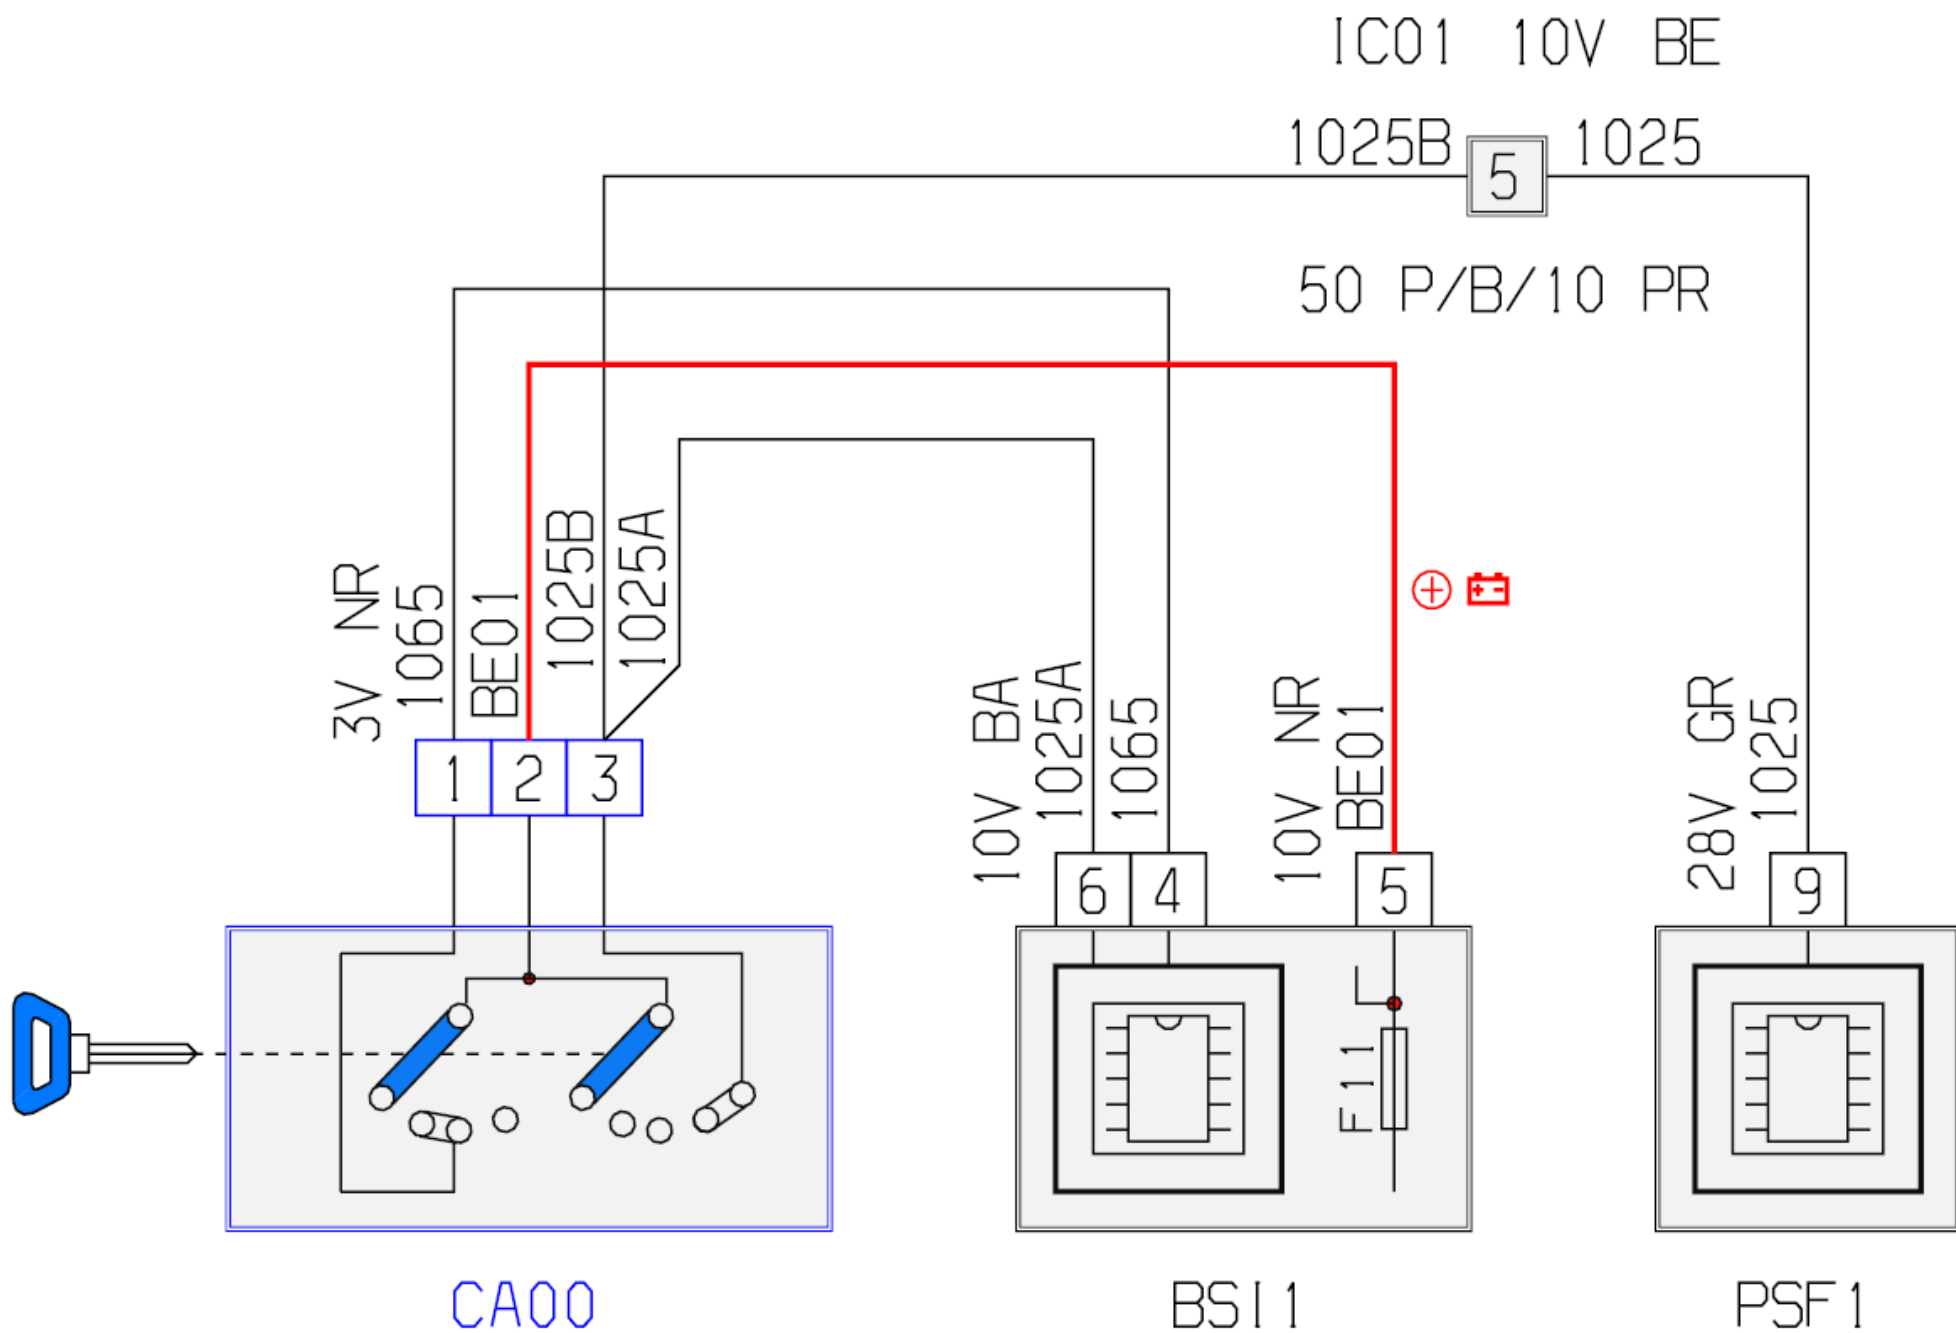 IC01 10V BE
1025B 5 1025
50 P/B/10 PR
3V NR
1065
BE01
1025B
1025A
1 2 3
10V BA
1025A
1065
10V NR
BE01
28V GR
1025
6 4 5 9
F11
CA00 BSI1 PSF1